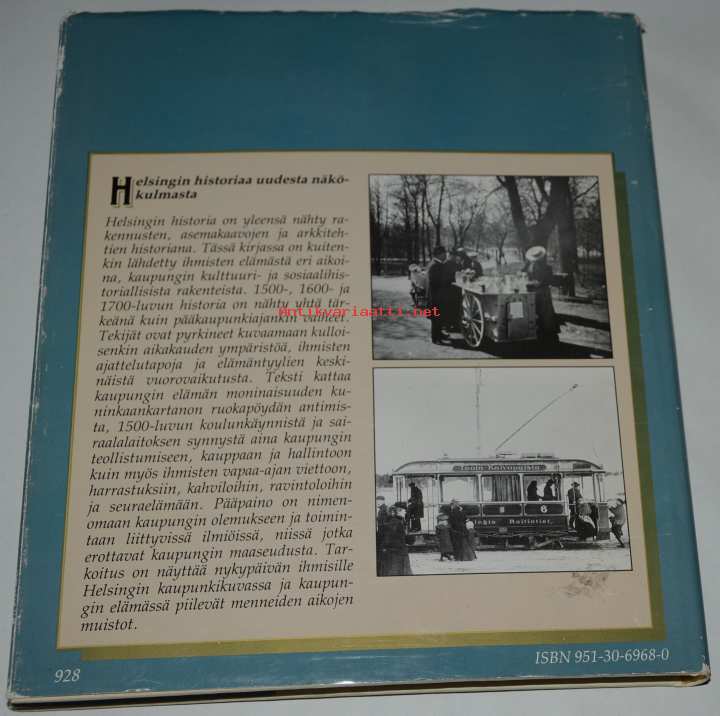 Helsingin historiaa uudesta näkö-
kulmasta
Helsingin historia on yleensä nähty ra-
kennusten, asemakaavojen ja arkkiteh-
tien historiana. Tässä kirjassa on kuiten-
kin lähdetty ihmisten elämästä eri aikoi-
na, kaupungin kulttuuri- ja sosiaalihis-
toriallisista rakenteista. 1500-, 1600- ja
1700-luvun historia on nähty yhtä tär-
keänä kuin pääkaupunkiajankin vaiheet.
Tekijät ovat pyrkineet kuvaamaan kulloi-
senkin aikakauden ympäristöä, ihmisten
ajattelutapoja ja elämäntyylien keski-
näistä vuorovaikutusta. Teksti kattaa
kaupungin elämän moninaisuuden ku-
ninkaankartanon ruokapöydän antimis-
ta, 1500-luvun koulunkäynnistä ja sai-
raalalaitoksen synnystä aina kaupungin
teollistumiseen, kauppaan ja hallintoon
kuin myös ihmisten vapaa-ajan viettoon,
harrastuksiin, kahviloihin, ravintoloihin
ja seuraelämään. Pääpaino on nimen-
omaan kaupungin olemukseen ja toimin-
taan liittyvissä ilmiöissä, niissä jotka
erottavat kaupungin maaseudusta. Tar-
koitus on näyttää nykypäivän ihmisille
Helsingin kaupunkikuvassa ja kaupun-
gin elämässä piilevät menneiden aikojen
muistot.
Antikvariaatti.net
6
928
ISBN 951-30-6968-0